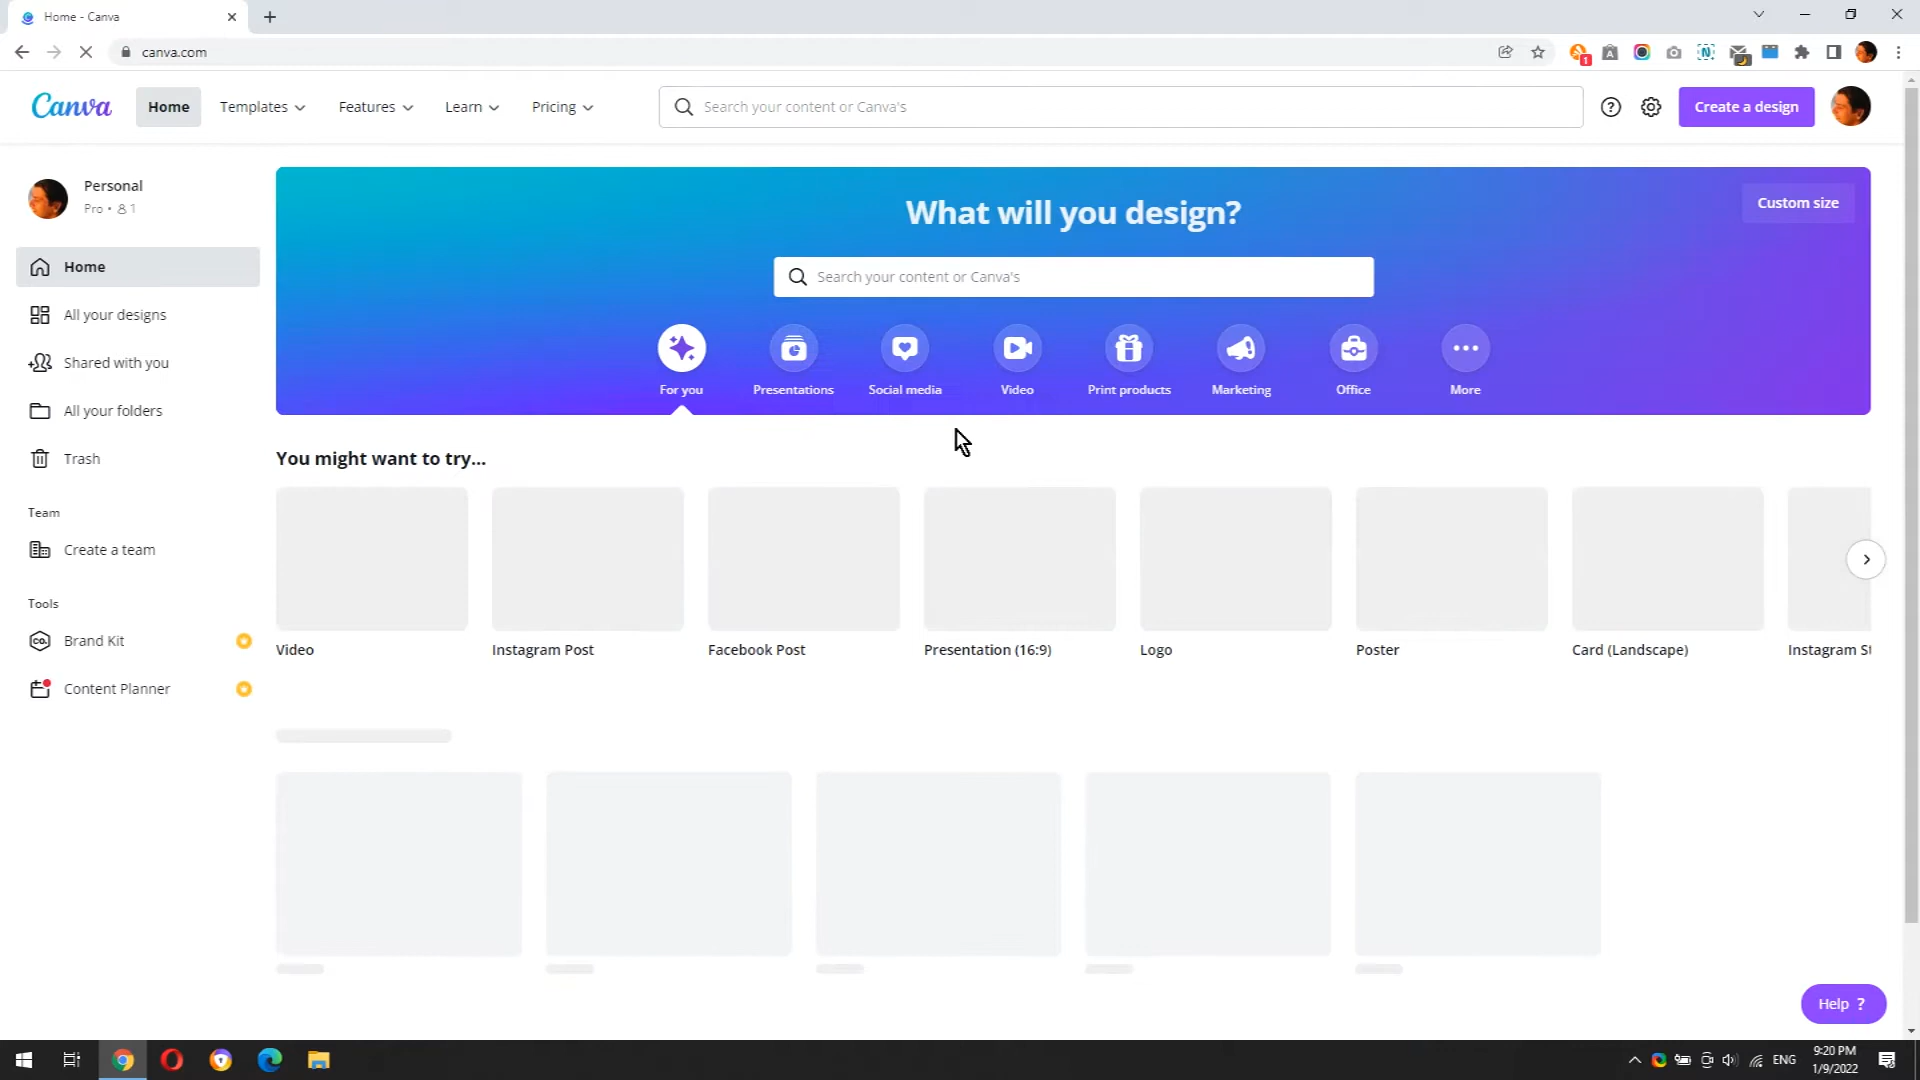 Home - Canva
canva.com
1
Canva
Home
Templates
Features
Learn
Pricing
Search your content or Canva's
Create a design
Personal
Pro • 1
What will you design?
Custom size
Search your content or Canva's
Home
All your designs
Shared with you
All your folders
Trash
For you
Presentations
Social media
Video
Print products
Marketing
Office
More
You might want to try...
Team
Create a team
Tools
CO.
Brand Kit
Content Planner
Video
Instagram Post
Facebook Post
Presentation (16:9)
Logo
Poster
Card (Landscape)
Instagram St
Help ?
ENG
9:20 PM
1/9/2022